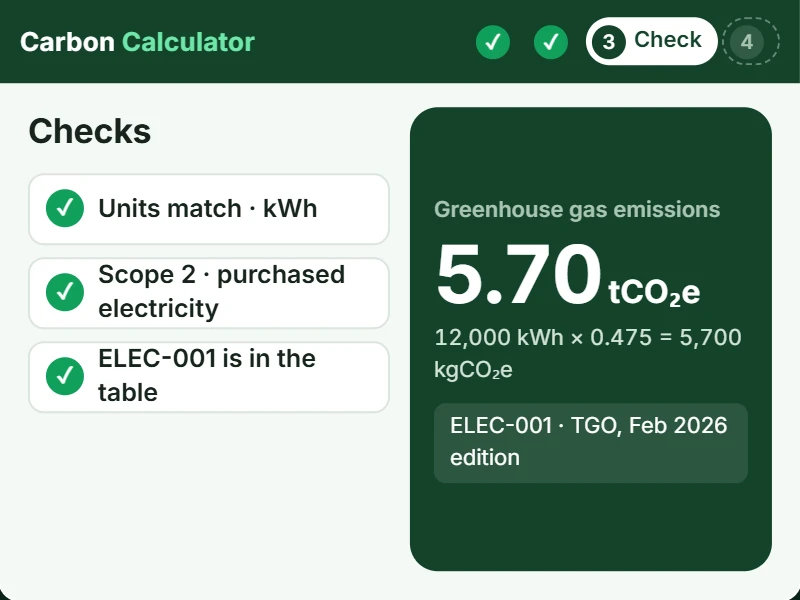 Carbon Calculator
✓ ✓ 3 Check 4
Checks
✓ Units match · kWh
✓ Scope 2 · purchased
electricity
✓ ELEC-001 is in the
table
Greenhouse gas emissions
5.70 tCO₂e
12,000 kWh × 0.475 = 5,700
kgCO₂e
ELEC-001 · TGO, Feb 2026
edition